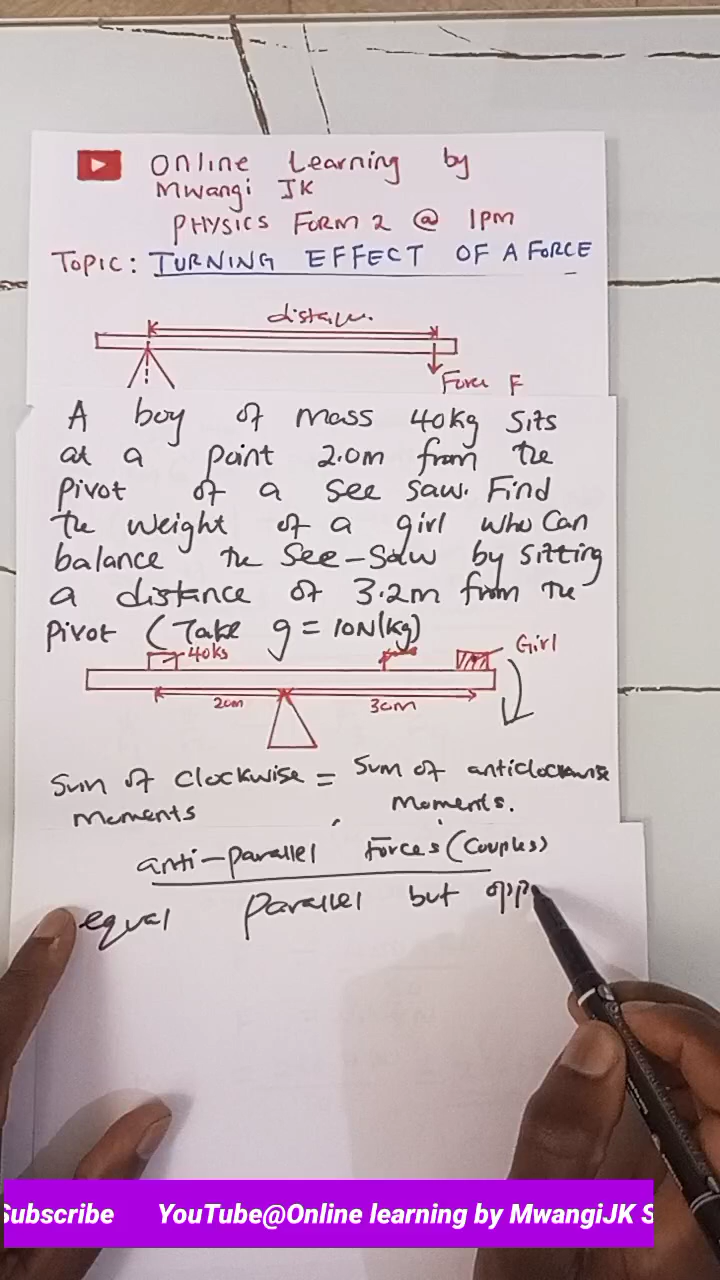 Online Learning by
Mwangi JK
PHYSICS FORM 2 @ 1pm
TOPIC: TURNING EFFECT OF A FORCE
distance
Force F
A boy of mass 40kg sits
at a point 2.0m from the
pivot of a see saw. Find
the weight of a girl who can
balance the see-saw by sitting
a distance of 3.2m from the
pivot (Take g = 10N/kg)
40kg
Girl
2cm
3cm
Sum of clockwise = Sum of anticlockwise
moments moments.
anti-parallel forces (couples)
equal parallel but opp
Subscribe YouTube@Online learning by MwangiJK S